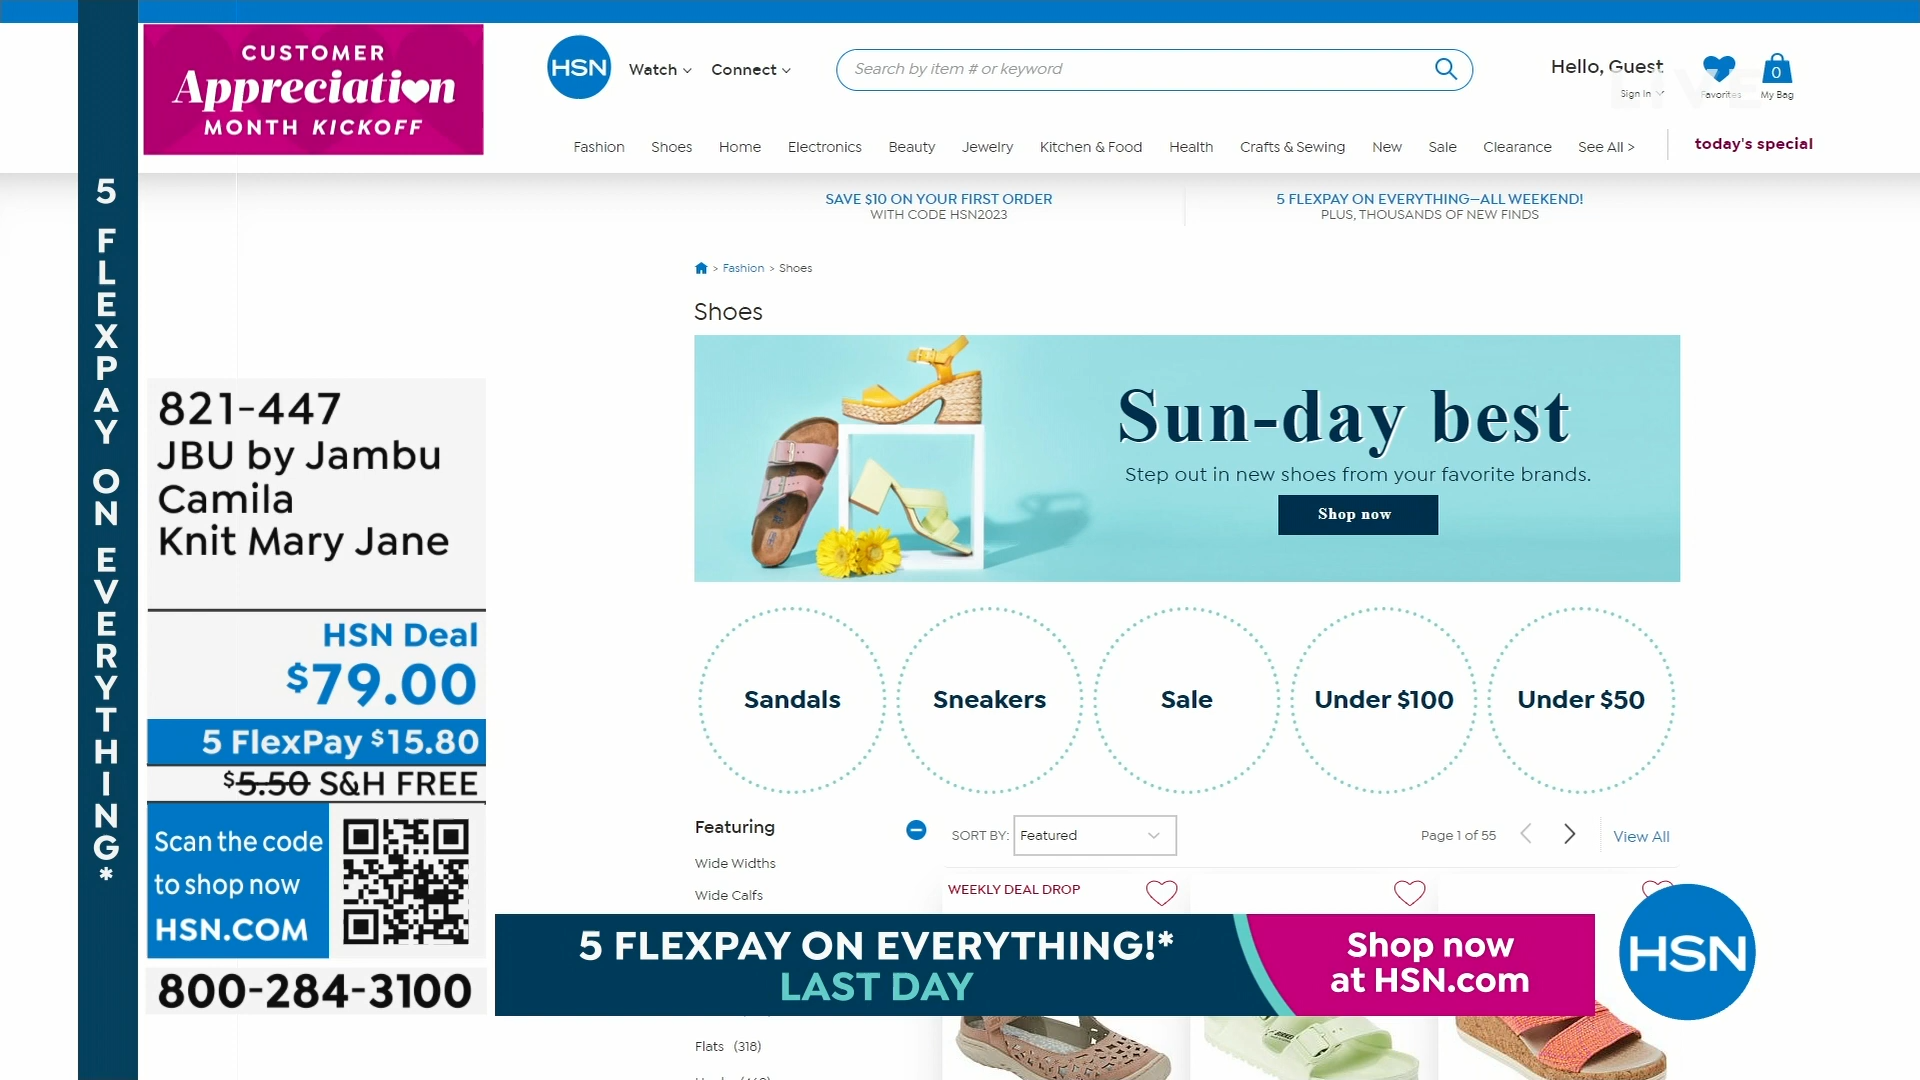 CUSTOMER
Appreciation
MONTH KICKOFF
5 FLEXPAY ON EVERYTHING*
HSN
Watch
Connect
Search by item # or keyword
Hello, Guest
Sign In
Favorites
0
My Bag
LIVE
Fashion
Shoes
Home
Electronics
Beauty
Jewelry
Kitchen & Food
Health
Crafts & Sewing
New
Sale
Clearance
See All >
today's special
SAVE $10 ON YOUR FIRST ORDER
WITH CODE HSN2023
5 FLEXPAY ON EVERYTHING—ALL WEEKEND!
PLUS, THOUSANDS OF NEW FINDS
> Fashion > Shoes
Shoes
Sun-day best
Step out in new shoes from your favorite brands.
Shop now
821-447
JBU by Jambu
Camila
Knit Mary Jane
HSN Deal
$79.00
5 FlexPay $15.80
$5.50 S&H FREE
Scan the code
to shop now
HSN.COM
800-284-3100
Sandals
Sneakers
Sale
Under $100
Under $50
Featuring
Wide Widths
Wide Calfs
SORT BY: Featured
Page 1 of 55
View All
WEEKLY DEAL DROP
5 FLEXPAY ON EVERYTHING!*
LAST DAY
Shop now
at HSN.com
HSN
Flats (318)